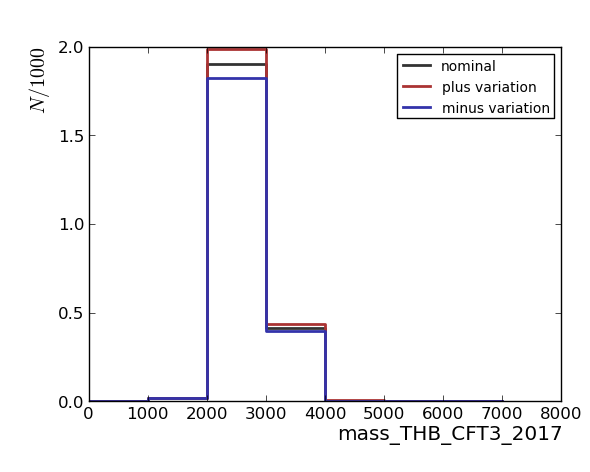 N/1000
2.0
1.5
1.0
0.5
0.0
nominal
plus variation
minus variation
0 1000 2000 3000 4000 5000 6000 7000 8000
mass_THB_CFT3_2017